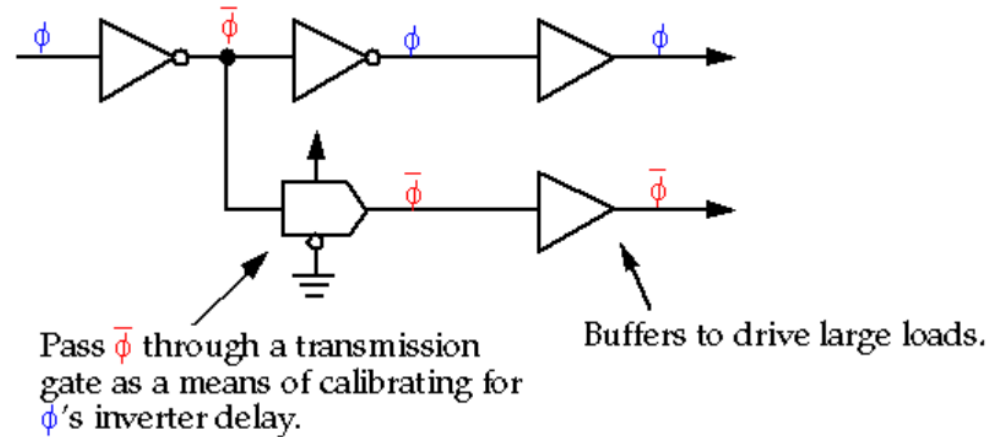 ϕ
ϕ̅
ϕ
ϕ
ϕ̅
ϕ̅
Pass ϕ̅ through a transmission
gate as a means of calibrating for
ϕ's inverter delay.
Buffers to drive large loads.